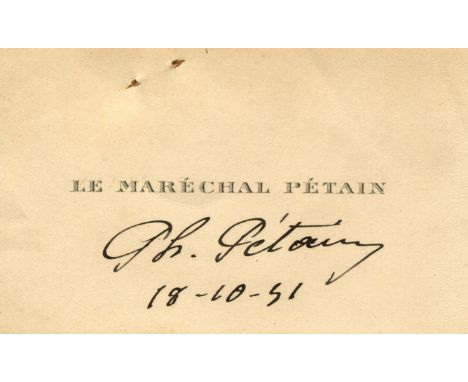 LE MARÉCHAL PÉTAIN
Ph. Pétain
18-10-41